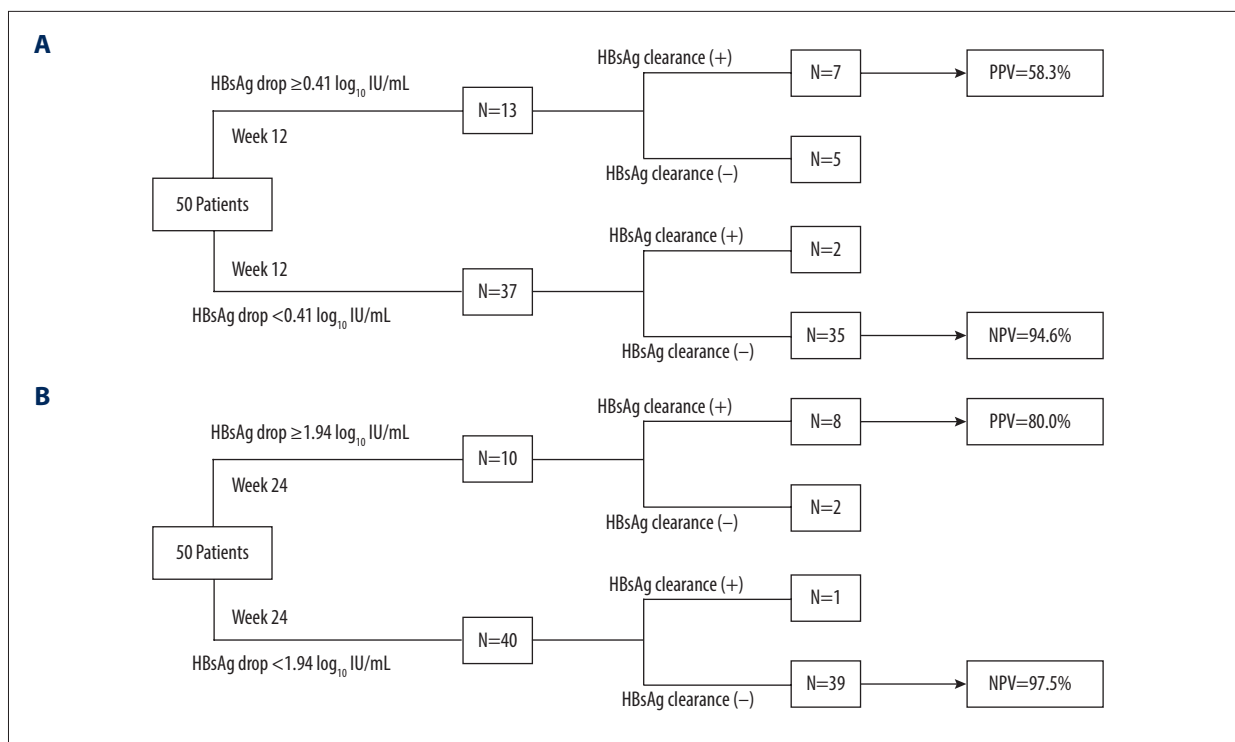 A
HBsAg drop ≥0.41 log₁₀ IU/mL
Week 12
N=13
HBsAg clearance (+)
N=7
PPV=58.3%
HBsAg clearance (–)
N=5
50 Patients
Week 12
HBsAg drop <0.41 log₁₀ IU/mL
N=37
HBsAg clearance (+)
N=2
HBsAg clearance (–)
N=35
NPV=94.6%
B
HBsAg drop ≥1.94 log₁₀ IU/mL
Week 24
N=10
HBsAg clearance (+)
N=8
PPV=80.0%
HBsAg clearance (–)
N=2
50 Patients
Week 24
HBsAg drop <1.94 log₁₀ IU/mL
N=40
HBsAg clearance (+)
N=1
HBsAg clearance (–)
N=39
NPV=97.5%